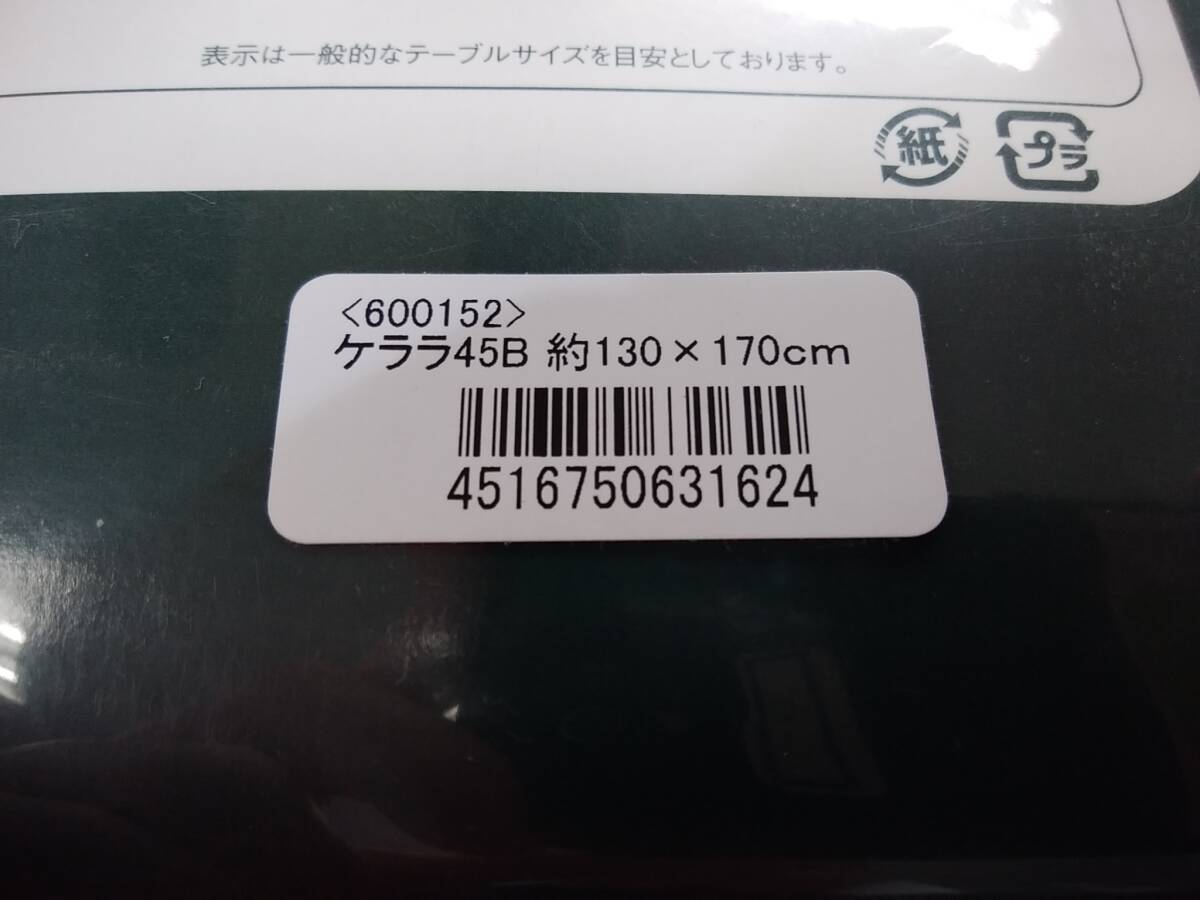 表示は一般的なテーブルサイズを目安としております。
紙
プラ
<600152>
ケララ45B 約130×170cm
4516750631624